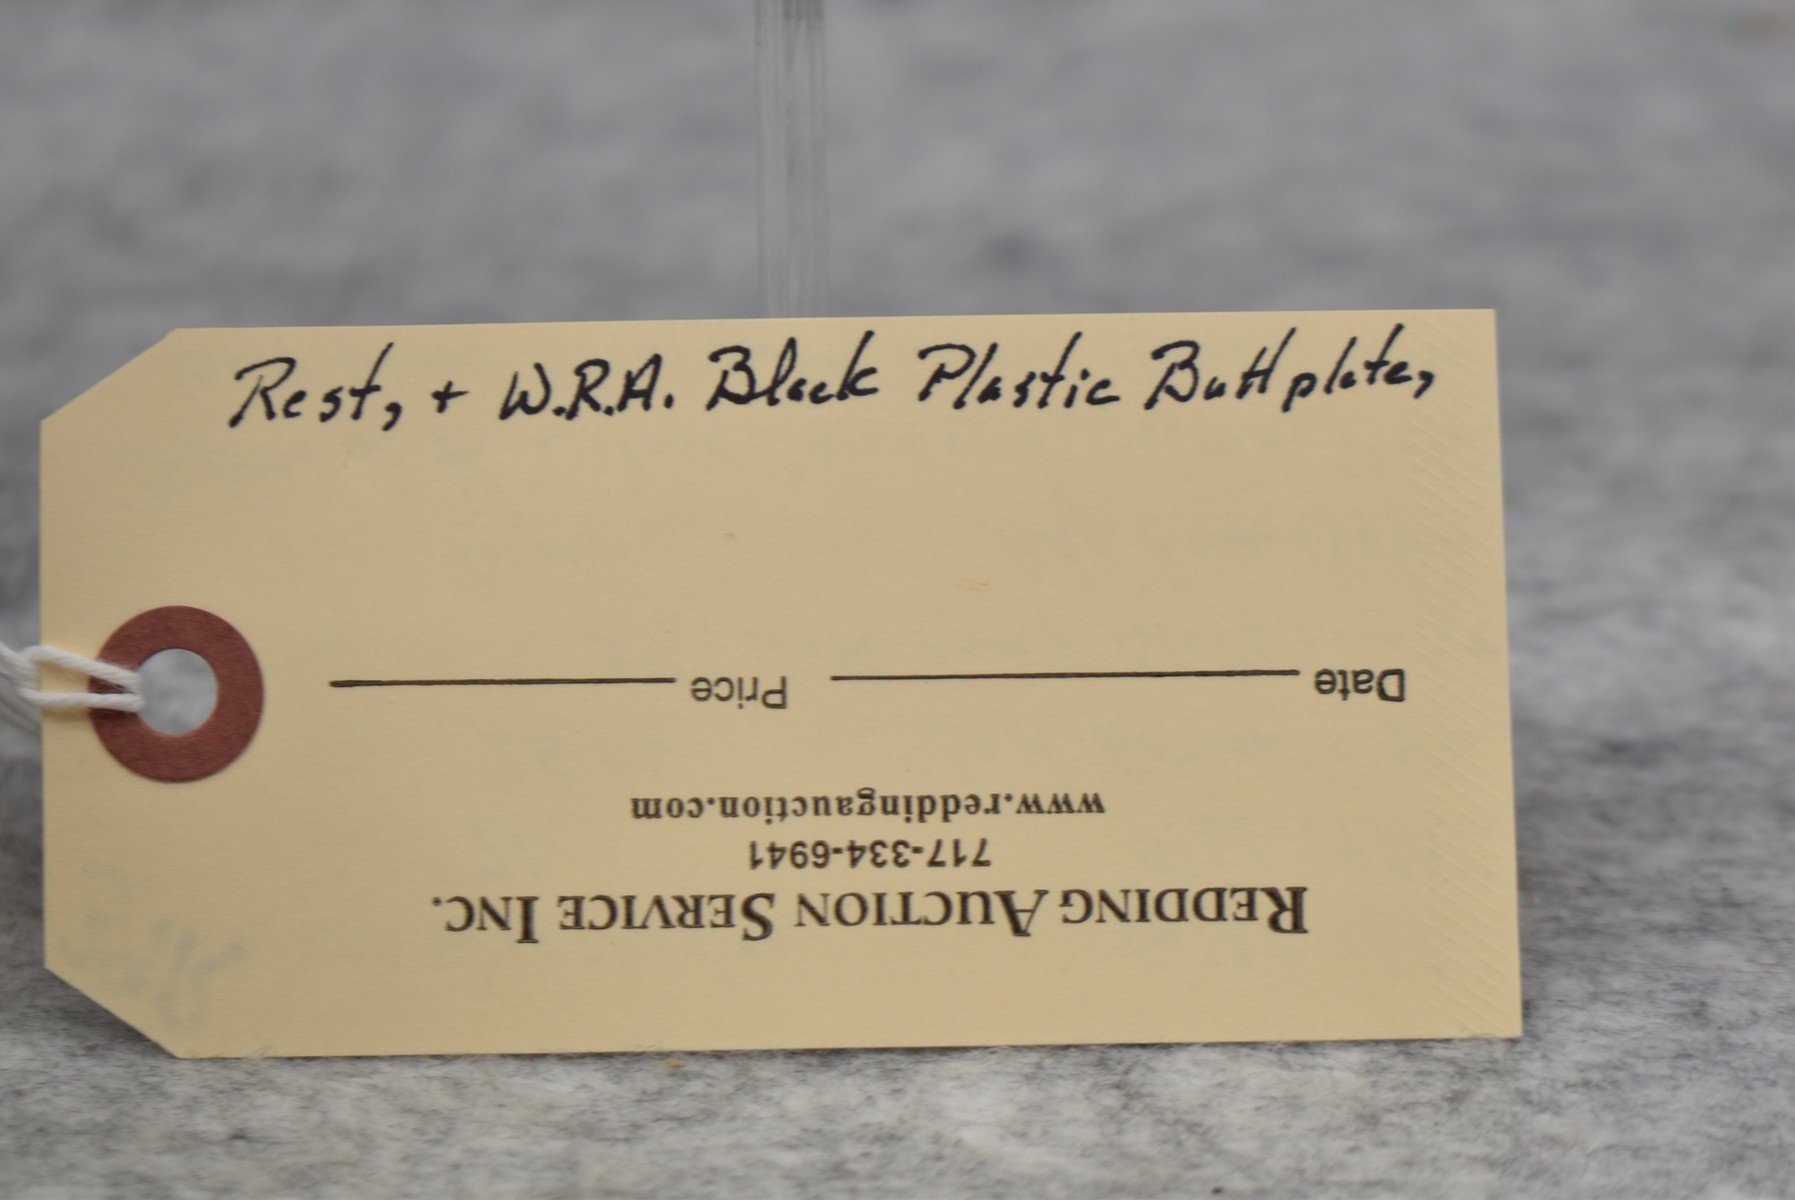 Rest, + W.R.A. Black Plastic Buttplate,
REDDING AUCTION SERVICE INC.
717-334-6941
www.reddingauction.com
Date Price